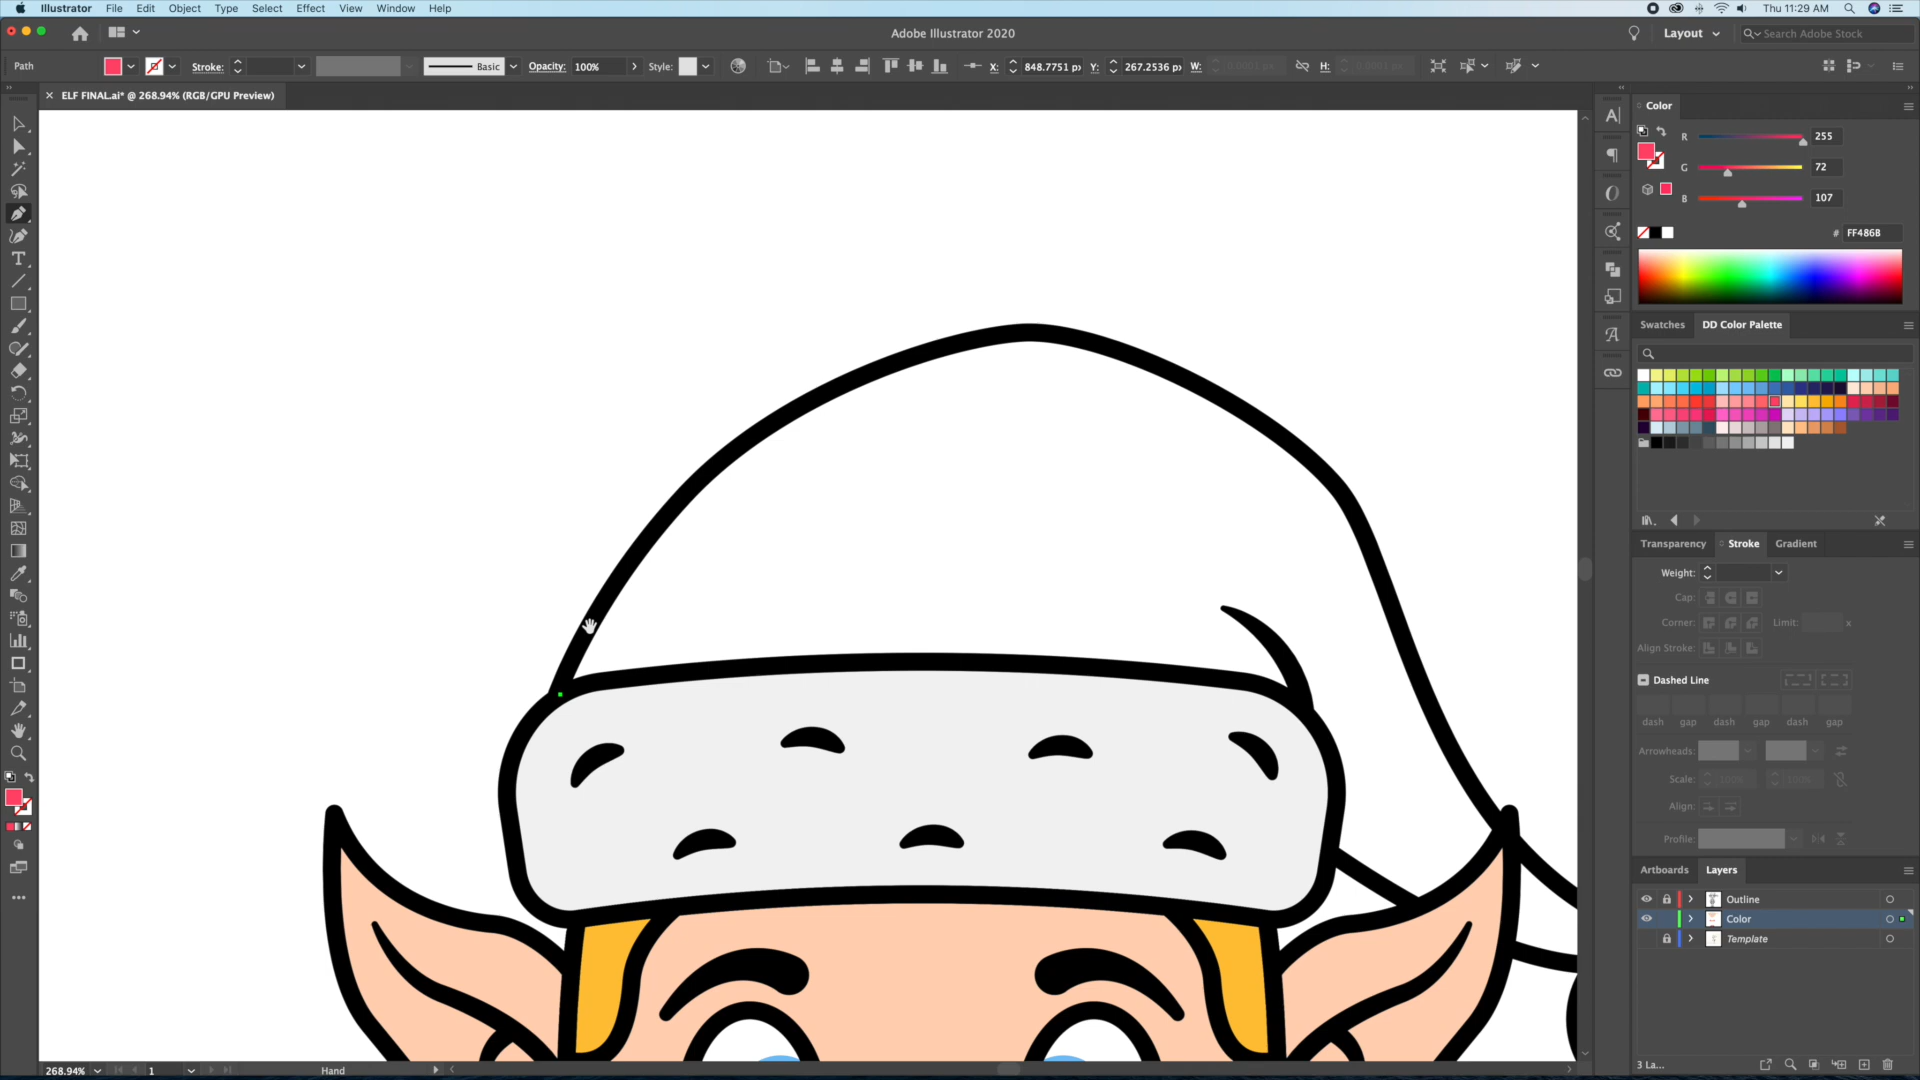 Illustrator File Edit Object Type Select Effect View Window Help
Thu 11:29 AM
Adobe Illustrator 2020
Layout
Search Adobe Stock
Path
Stroke:
Basic
Opacity: 100%
Style:
X: 848.7751 px
Y: 267.2536 px
W:
H:
× ELF FINAL.ai* @ 268.94% (RGB/GPU Preview)
Color
R 255
G 72
B 107
# FF486B
Swatches DD Color Palette
Transparency Stroke Gradient
Weight:
Cap:
Corner: Limit: x
Align Stroke:
Dashed Line
dash gap dash gap dash gap
Arrowheads:
Scale: 100% 100%
Align:
Profile:
Artboards Layers
Outline
Color
Template
3 La...
268.94% 1 Hand